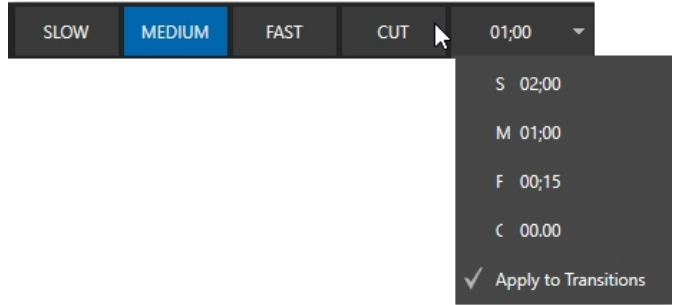 SLOW MEDIUM FAST CUT 01;00
S 02;00
M 01;00
F 00;15
C 00.00
Apply to Transitions